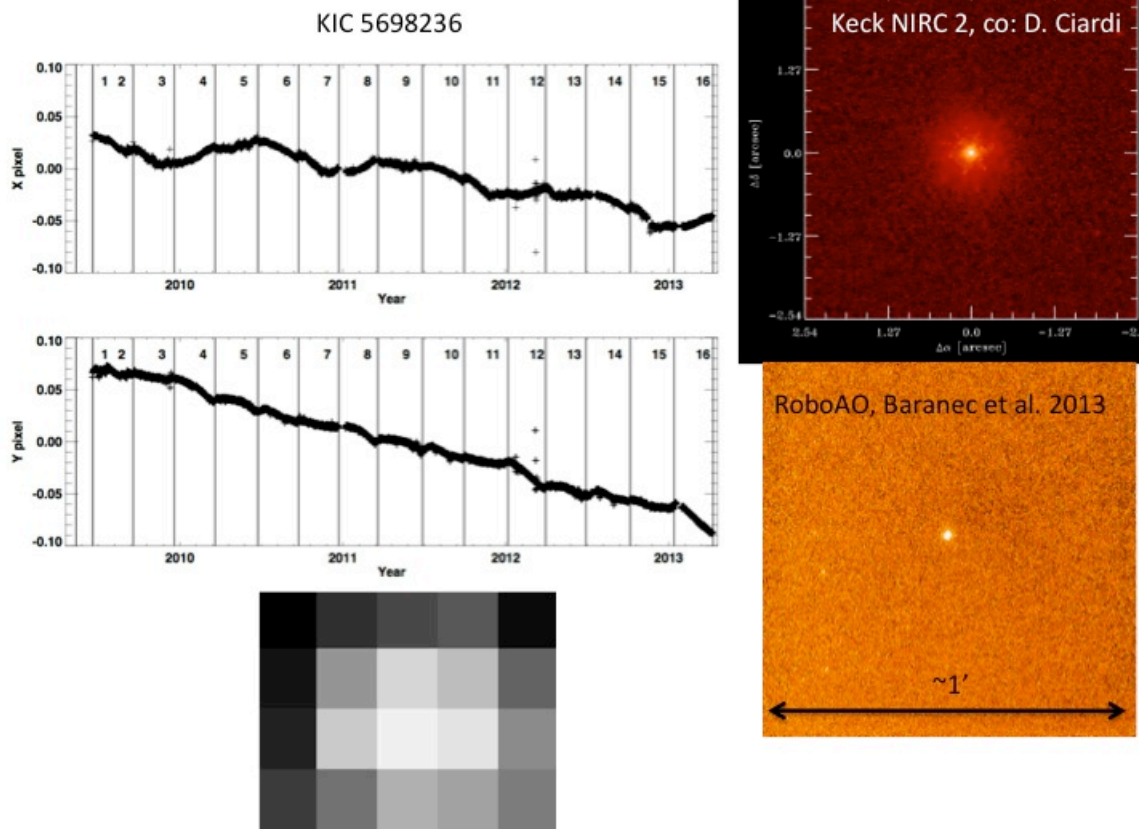 KIC 5698236
0.10
0.05
0.00
-0.05
-0.10
X pixel
1 2 3 4 5 6 7 8 9 10 11 12 13 14 15 16
2010 2011 2012 2013
Year
0.10
0.05
0.00
-0.05
-0.10
Y pixel
1 2 3 4 5 6 7 8 9 10 11 12 13 14 15 16
2010 2011 2012 2013
Year
Keck NIRC 2, co: D. Ciardi
1.27
0.0
-1.27
-2.54
Δδ [arcsec]
2.54 1.27 0.0 -1.27 -2
Δα [arcsec]
RoboAO, Baranec et al. 2013
~1’